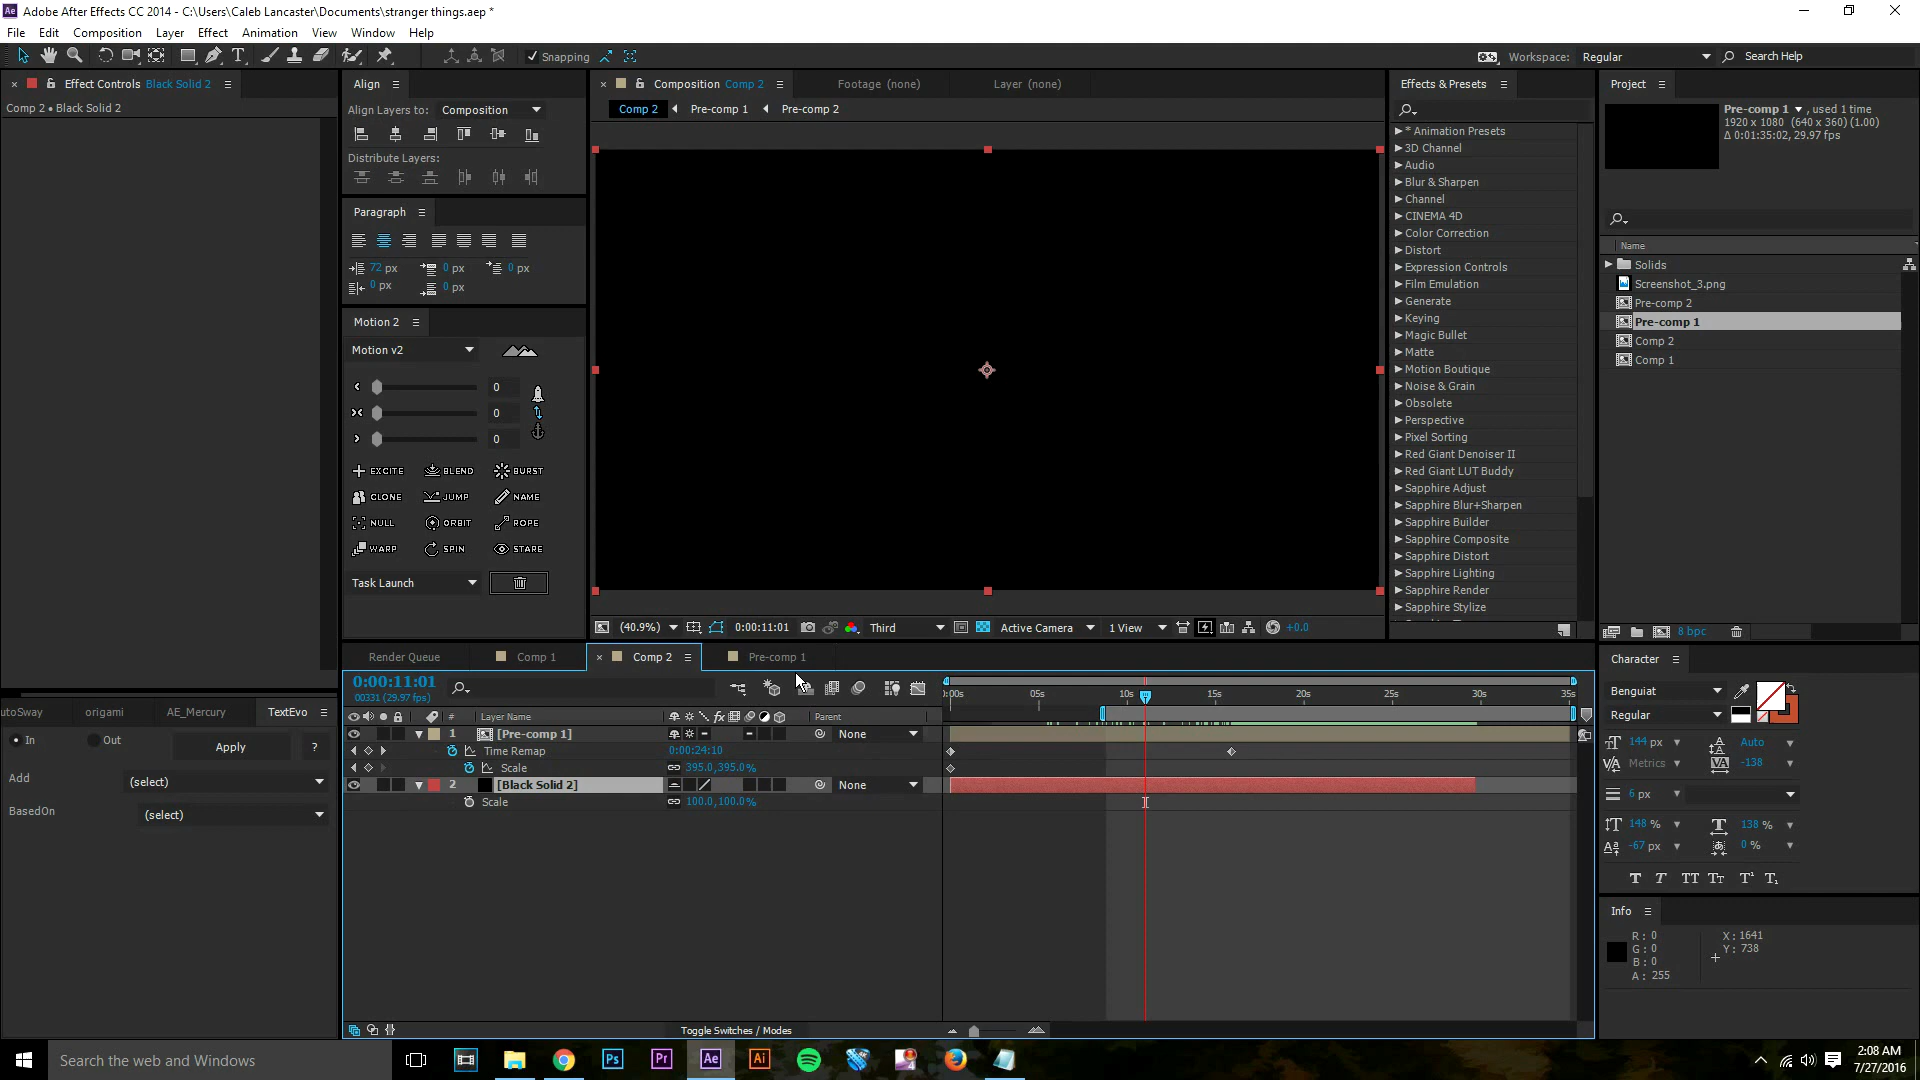 Adobe After Effects CC 2014 - C:\Users\Caleb Lancaster\Documents\stranger things.aep *
File Edit Composition Layer Effect Animation View Window Help
Snapping
Workspace: Regular
Search Help
Effect Controls Black Solid 2
Comp 2 • Black Solid 2
Align
Align Layers to: Composition
Distribute Layers:
Paragraph
72 px 0 px 0 px
0 px 0 px
Motion 2
Motion v2
0
0
0
EXCITE BLEND BURST
CLONE JUMP NAME
NULL ORBIT ROPE
WARP SPIN STARE
Task Launch
Composition Comp 2
Footage (none)
Layer (none)
Comp 2 Pre-comp 1 Pre-comp 2
(40.9%) 0:00:11:01 Third Active Camera 1 View +0.0
Effects & Presets
* Animation Presets
3D Channel
Audio
Blur & Sharpen
Channel
CINEMA 4D
Color Correction
Distort
Expression Controls
Film Emulation
Generate
Keying
Magic Bullet
Matte
Motion Boutique
Noise & Grain
Obsolete
Perspective
Pixel Sorting
Red Giant Denoiser II
Red Giant LUT Buddy
Sapphire Adjust
Sapphire Blur+Sharpen
Sapphire Builder
Sapphire Composite
Sapphire Distort
Sapphire Lighting
Sapphire Render
Sapphire Stylize
Project
Pre-comp 1 , used 1 time
1920 x 1080 (640 x 360) (1.00)
Δ 0:01:35:02, 29.97 fps
Name
Solids
Screenshot_3.png
Pre-comp 2
Pre-comp 1
Comp 2
Comp 1
8 bpc
Render Queue Comp 1 Comp 2 Pre-comp 1
0:00:11:01
00331 (29.97 fps)
05s 10s 15s 20s 25s 30s 35s
# Layer Name Parent
1 [Pre-comp 1] None
Time Remap 0:00:24:10
Scale 395.0,395.0%
2 [Black Solid 2] None
Scale 100.0,100.0%
Toggle Switches / Modes
utoSway origami AE_Mercury TextEvo
In Out Apply ?
Add (select)
BasedOn (select)
Character
Benguiat
Regular
144 px Auto
Metrics -138
6 px
148 % 138 %
-67 px 0 %
T T TT Tt T¹ T₁
Info
R: 0
G: 0
B: 0
A: 255
X: 1641
Y: 738
Search the web and Windows
Ps Pr Ae Ai
2:08 AM
7/27/2016